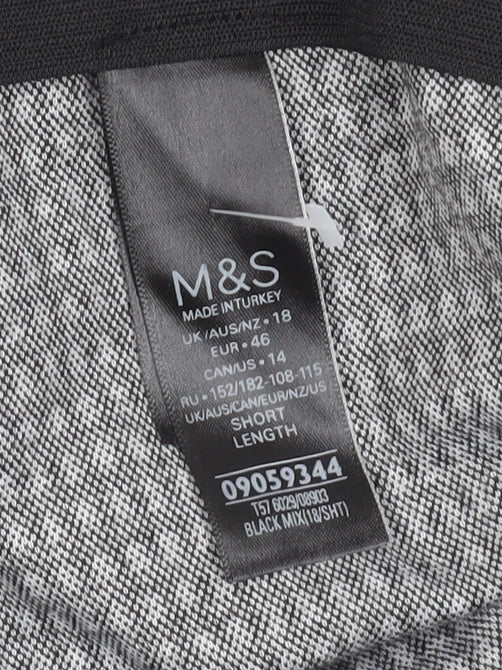 M&S
MADE IN TURKEY
UK/AUS/NZ • 18
EUR • 46
CAN/US • 14
RU • 152/182-108-115
UK/AUS/CAN/EUR/NZ/US
SHORT
LENGTH
09059344
T57 6029/08903
BLACK MIX(18/SHT)